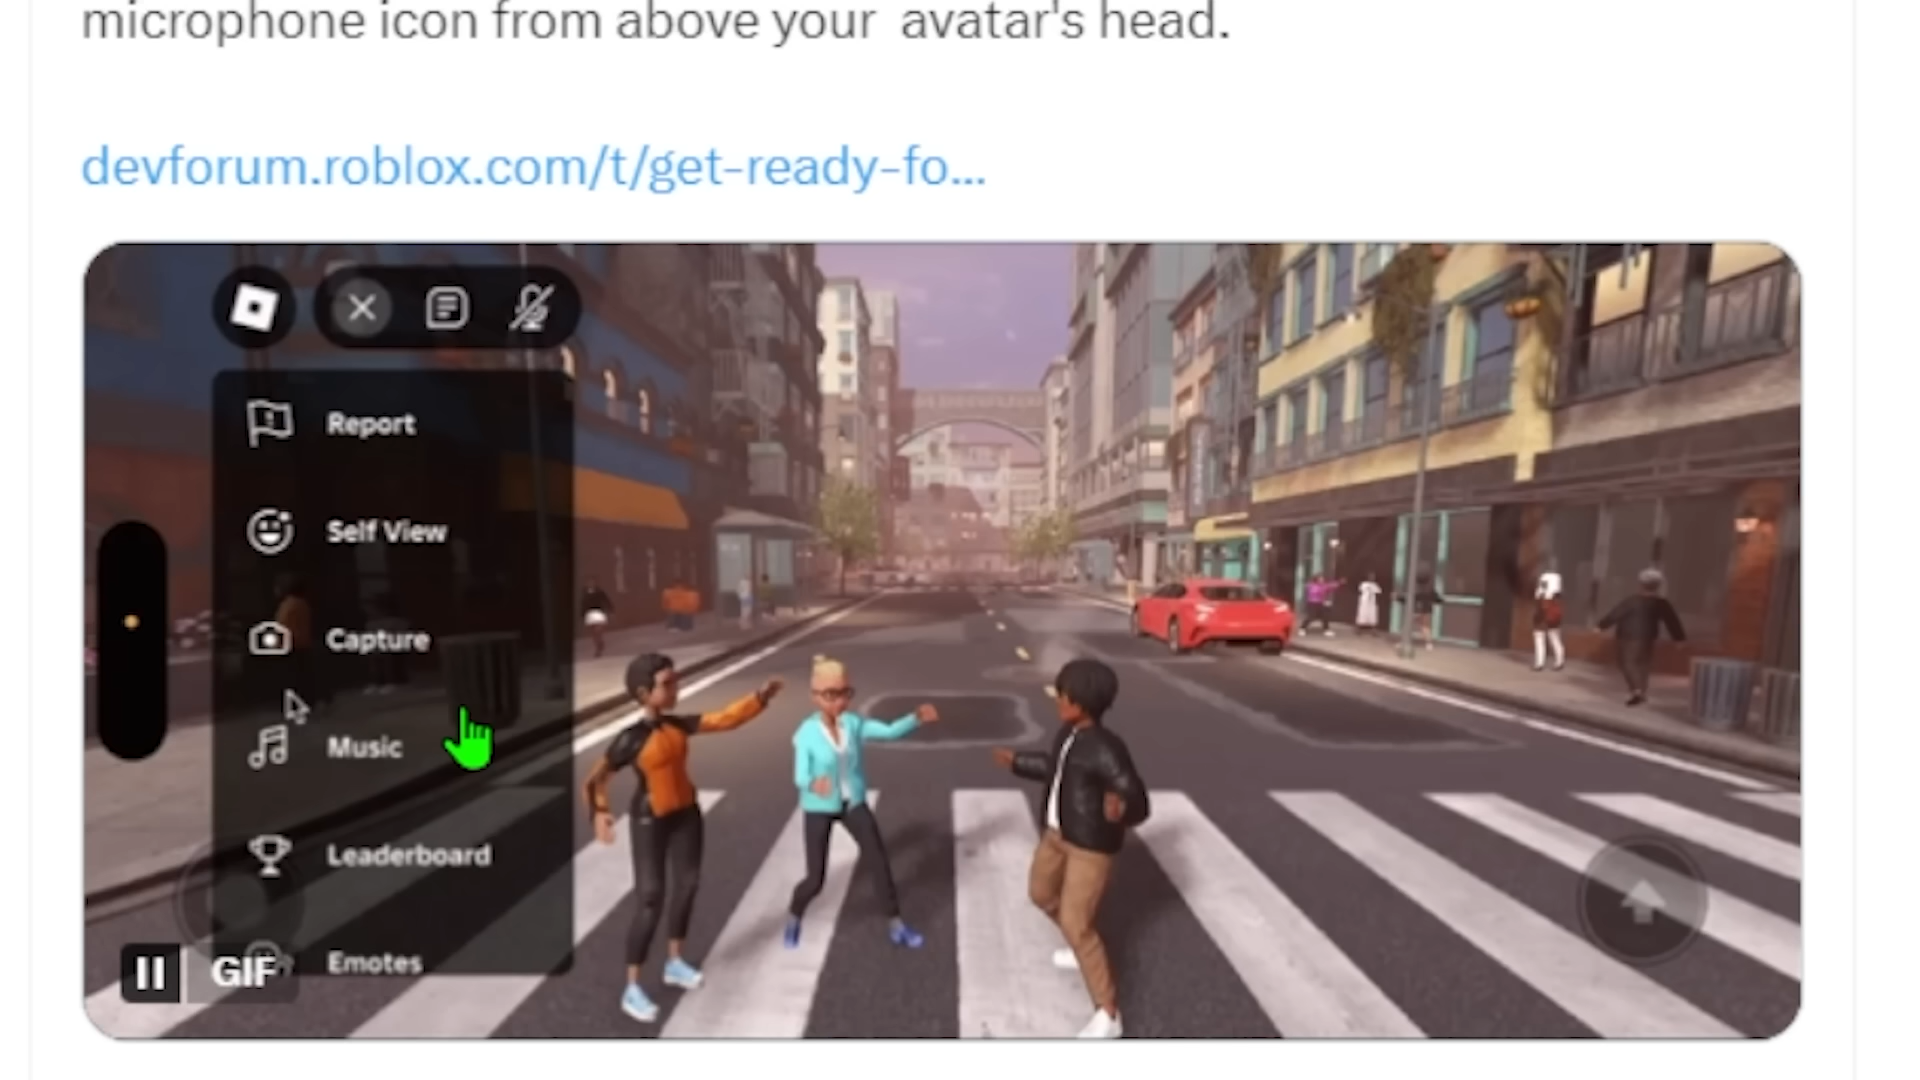 microphone icon from above your avatar's head.
devforum.roblox.com/t/get-ready-fo...
Report
Self View
Capture
Music
Leaderboard
Emotes
GIF